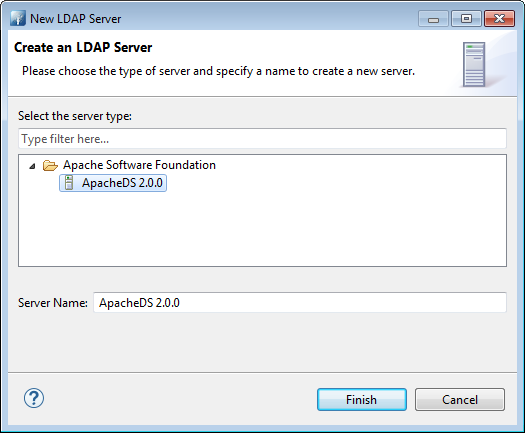 New LDAP Server
Create an LDAP Server
Please choose the type of server and specify a name to create a new server.
Select the server type:
Type filter here...
Apache Software Foundation
ApacheDS 2.0.0
Server Name: ApacheDS 2.0.0
?
Finish Cancel